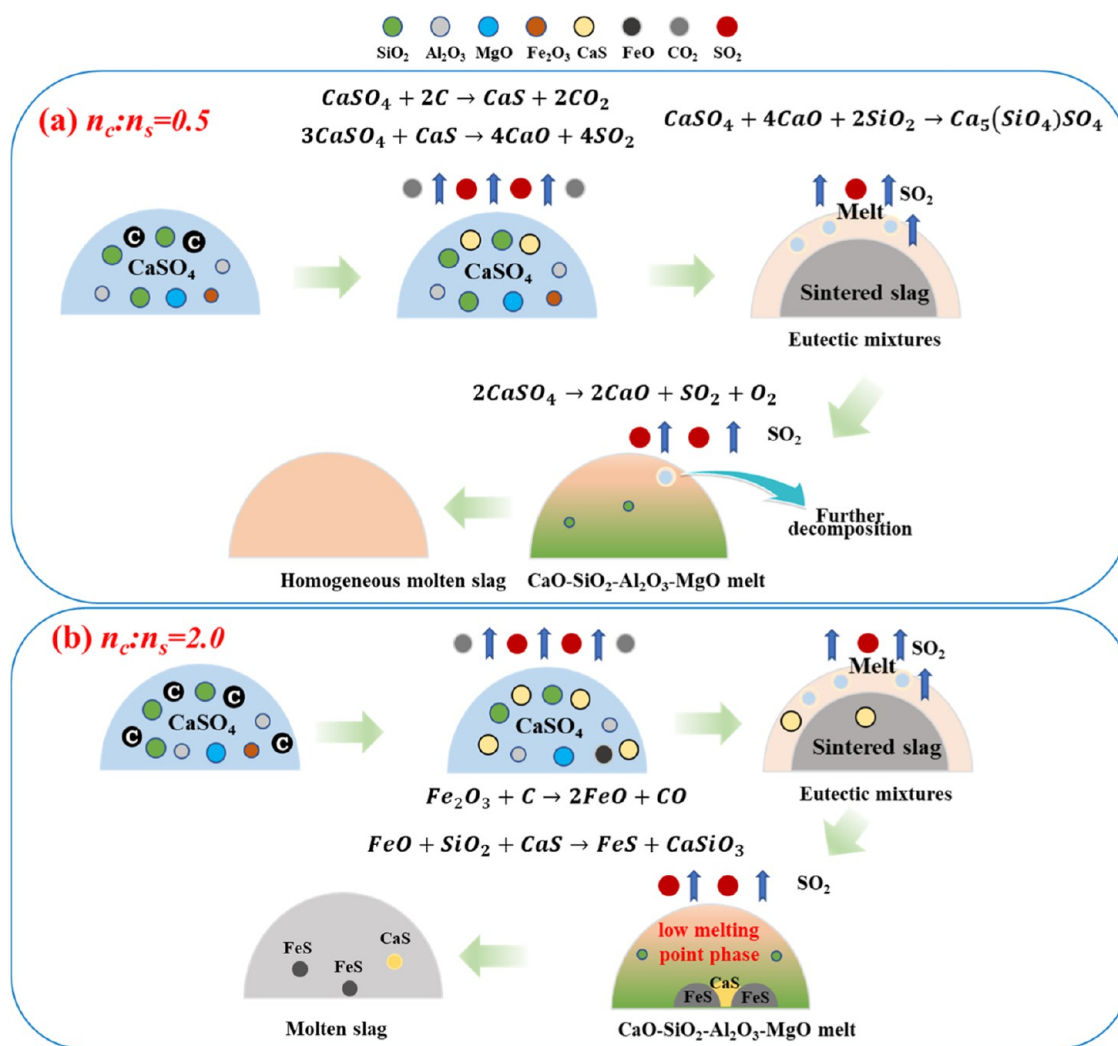 SiO₂ Al₂O₃ MgO Fe₂O₃ CaS FeO CO₂ SO₂
(a) n_c:n_s=0.5
CaSO₄ + 2C → CaS + 2CO₂
3CaSO₄ + CaS → 4CaO + 4SO₂
CaSO₄ + 4CaO + 2SiO₂ → Ca₅(SiO₄)SO₄
C C
CaSO₄
CaSO₄
SO₂
Melt
Sintered slag
Eutectic mixtures
2CaSO₄ → 2CaO + SO₂ + O₂
SO₂
Further
decomposition
Homogeneous molten slag
CaO-SiO₂-Al₂O₃-MgO melt
(b) n_c:n_s=2.0
C C
CaSO₄
C C
CaSO₄
SO₂
Melt
Sintered slag
Eutectic mixtures
Fe₂O₃ + C → 2FeO + CO
FeO + SiO₂ + CaS → FeS + CaSiO₃
SO₂
low melting
point phase
CaS
FeS FeS
CaO-SiO₂-Al₂O₃-MgO melt
CaS
FeS
FeS
Molten slag